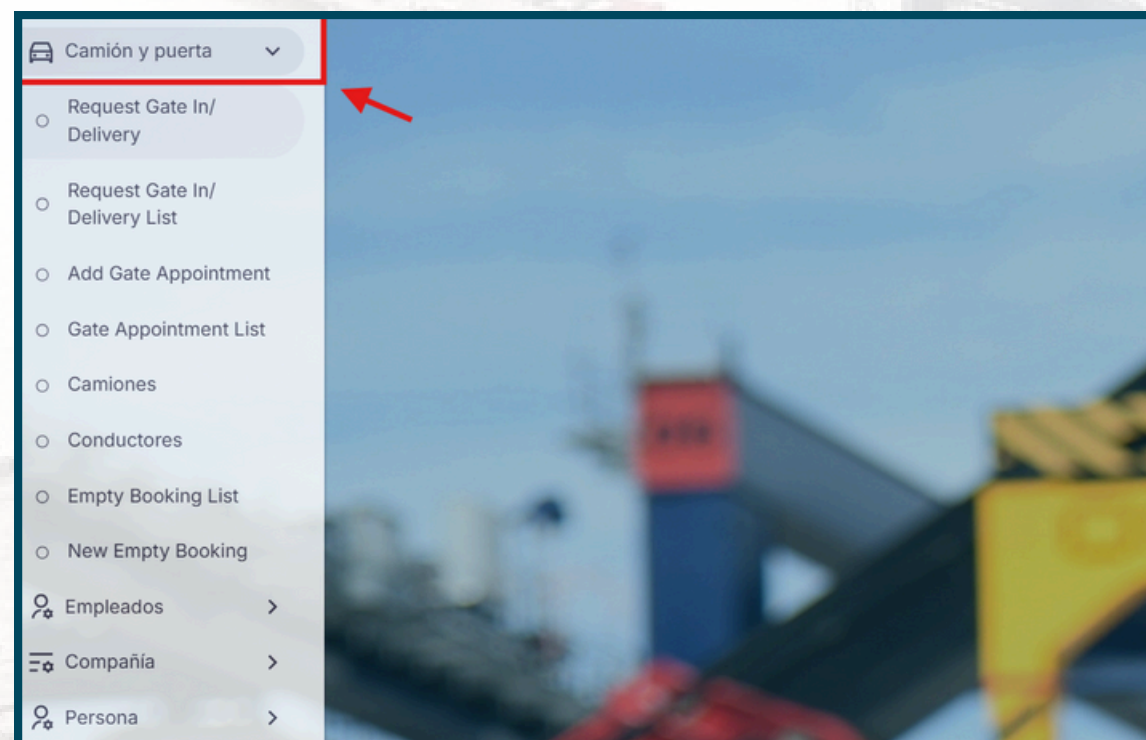 Camión y puerta
Request Gate In/
Delivery
Request Gate In/
Delivery List
Add Gate Appointment
Gate Appointment List
Camiones
Conductores
Empty Booking List
New Empty Booking
Empleados
Compañía
Persona